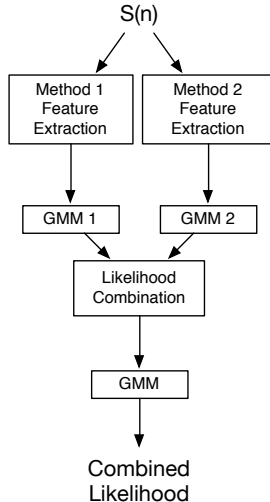 S(n)
Method 1
Feature
Extraction
Method 2
Feature
Extraction
GMM 1
GMM 2
Likelihood
Combination
GMM
Combined
Likelihood